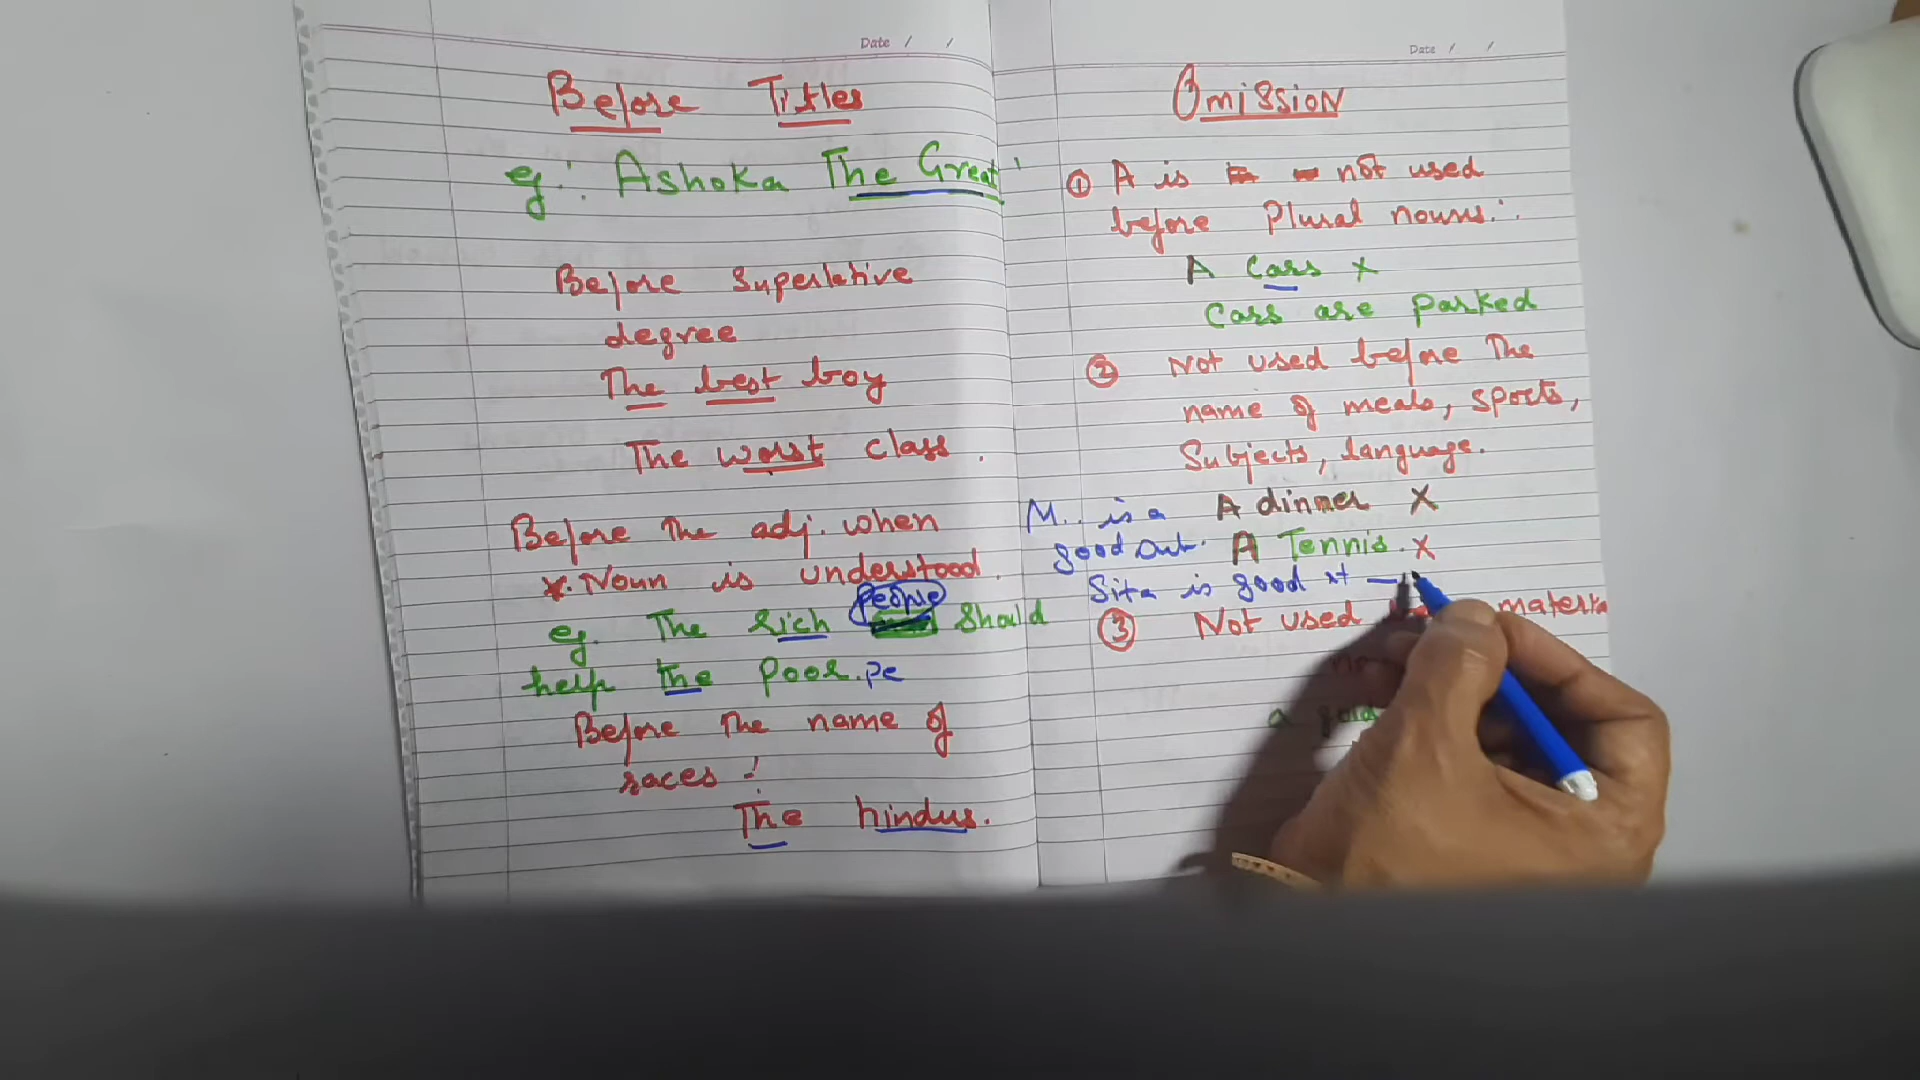 Date / /
Before Titles
eg: Ashoka The Great'
Before Superlative
degree
The best boy
The worst class.
Before the adj. when
Noun is understood.
people
eg. The rich should
help the poor. pe
Before the name of
races!
The hindus.
Date / /
OmiSSioN
① A is not used
before Plural nouns:.
A Cars x
Cars are parked
② Not used before The
name of meals, sports,
Subjects, language.
M.. is a A dinner X
good out. A Tennis. X
Sita is good at —
③ Not used materia
a gold